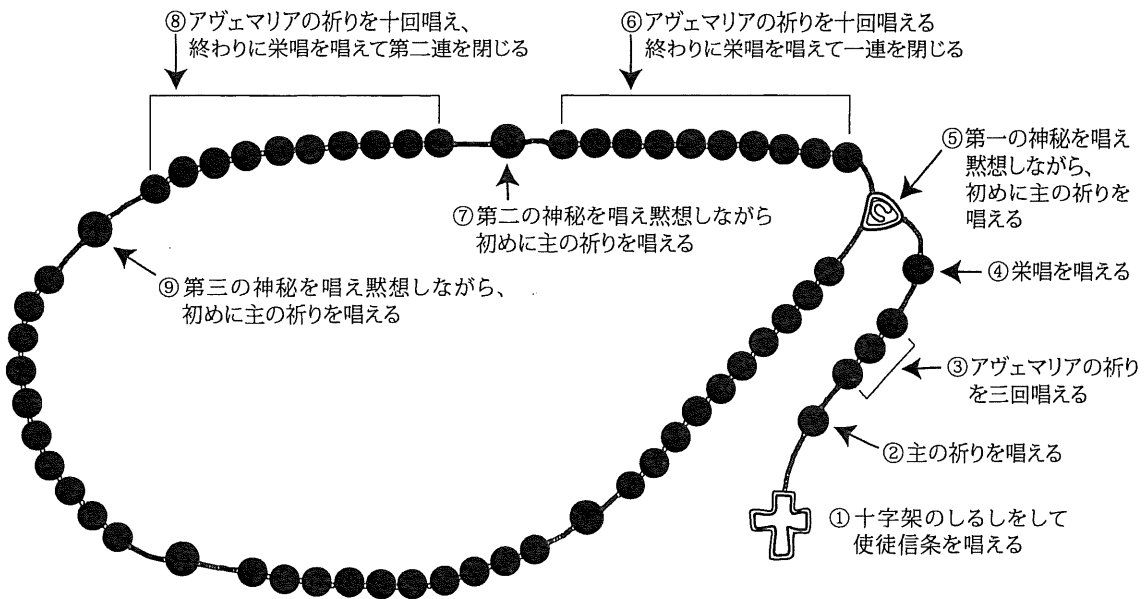 ⑧アヴェマリアの祈りを十回唱え、
終わりに栄唱を唱えて第二連を閉じる
⑥アヴェマリアの祈りを十回唱える
終わりに栄唱を唱えて一連を閉じる
⑤第一の神秘を唱え
黙想しながら、
初めに主の祈りを
唱える
⑦第二の神秘を唱え黙想しながら
初めに主の祈りを唱える
④栄唱を唱える
⑨第三の神秘を唱え黙想しながら、
初めに主の祈りを唱える
③アヴェマリアの祈り
を三回唱える
②主の祈りを唱える
①十字架のしるしをして
使徒信条を唱える